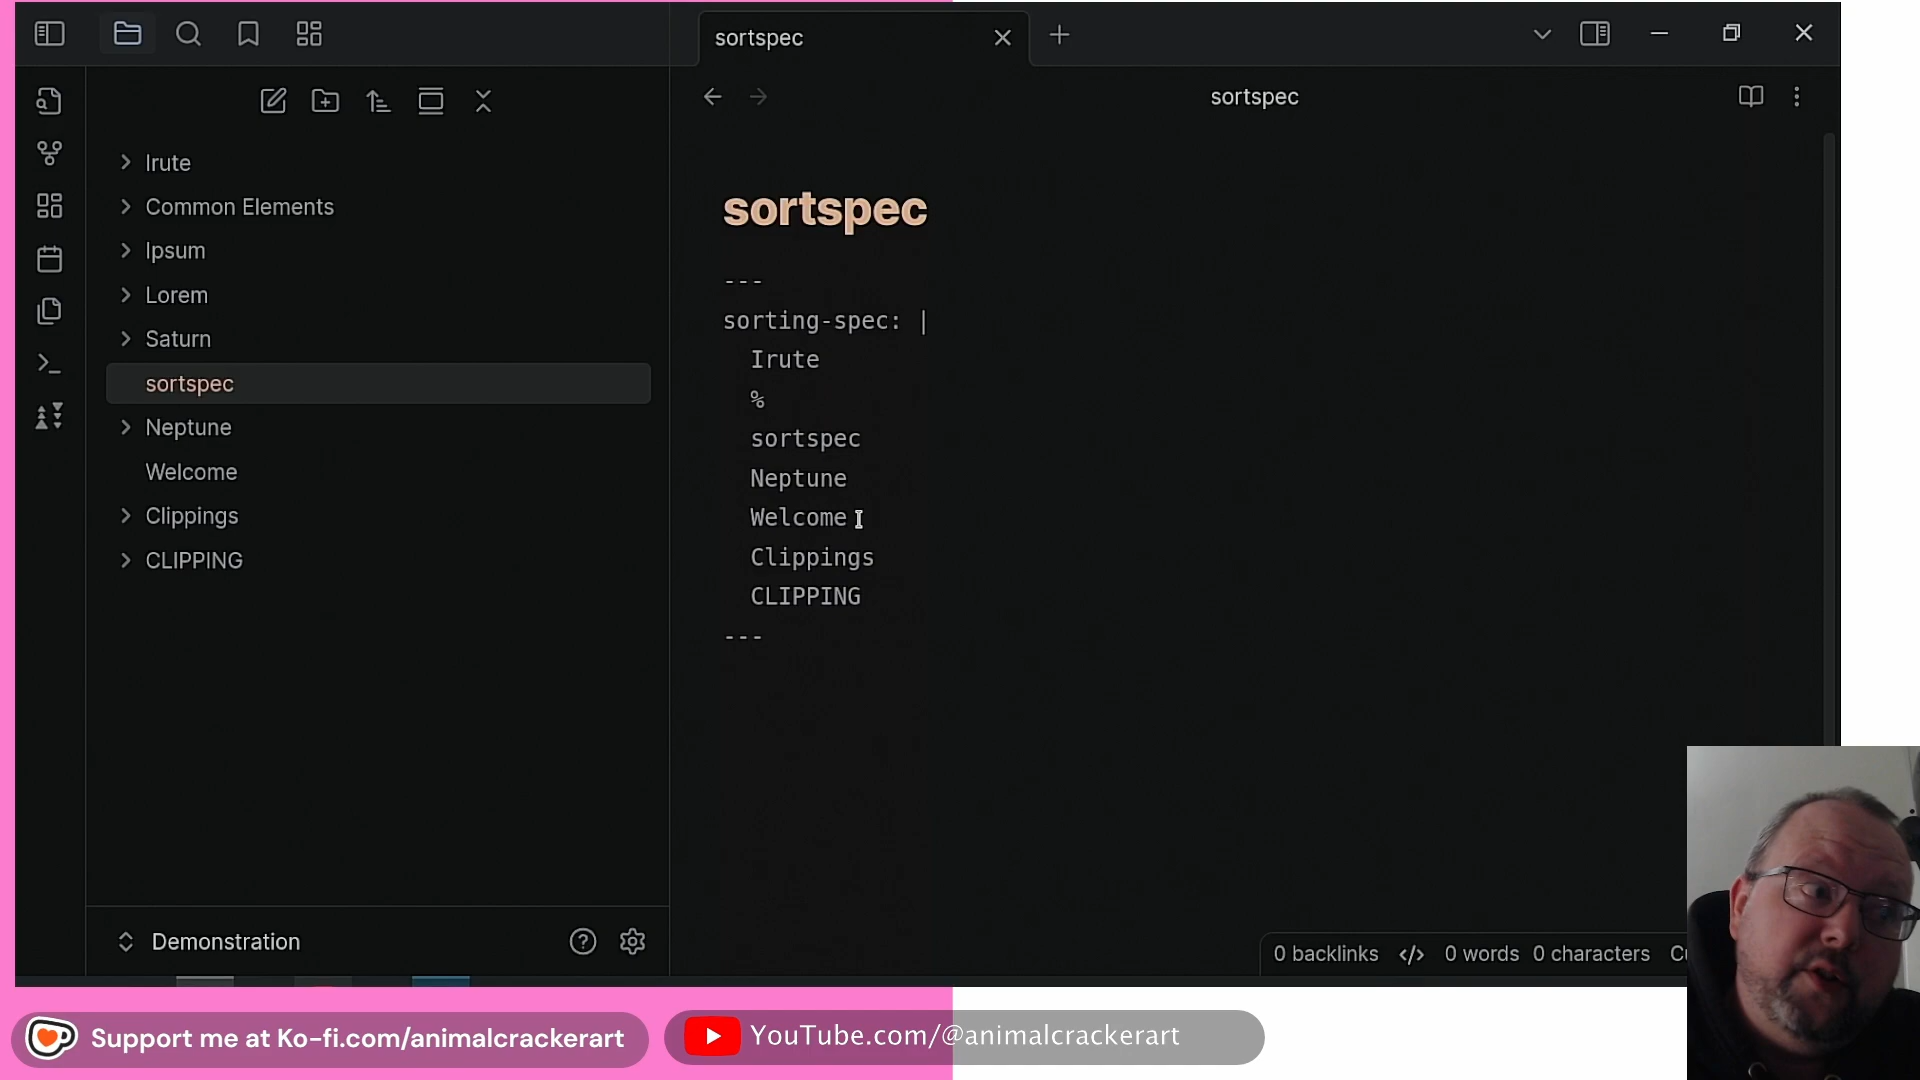 sortspec
sortspec
Irute
Common Elements
Ipsum
Lorem
Saturn
sortspec
Neptune
Welcome
Clippings
CLIPPING
Demonstration
sortspec
---
sorting-spec: |
Irute
%
sortspec
Neptune
Welcome
Clippings
CLIPPING
---
0 backlinks </> 0 words 0 characters
Support me at Ko-fi.com/animalcrackerart
YouTube.com/@animalcrackerart